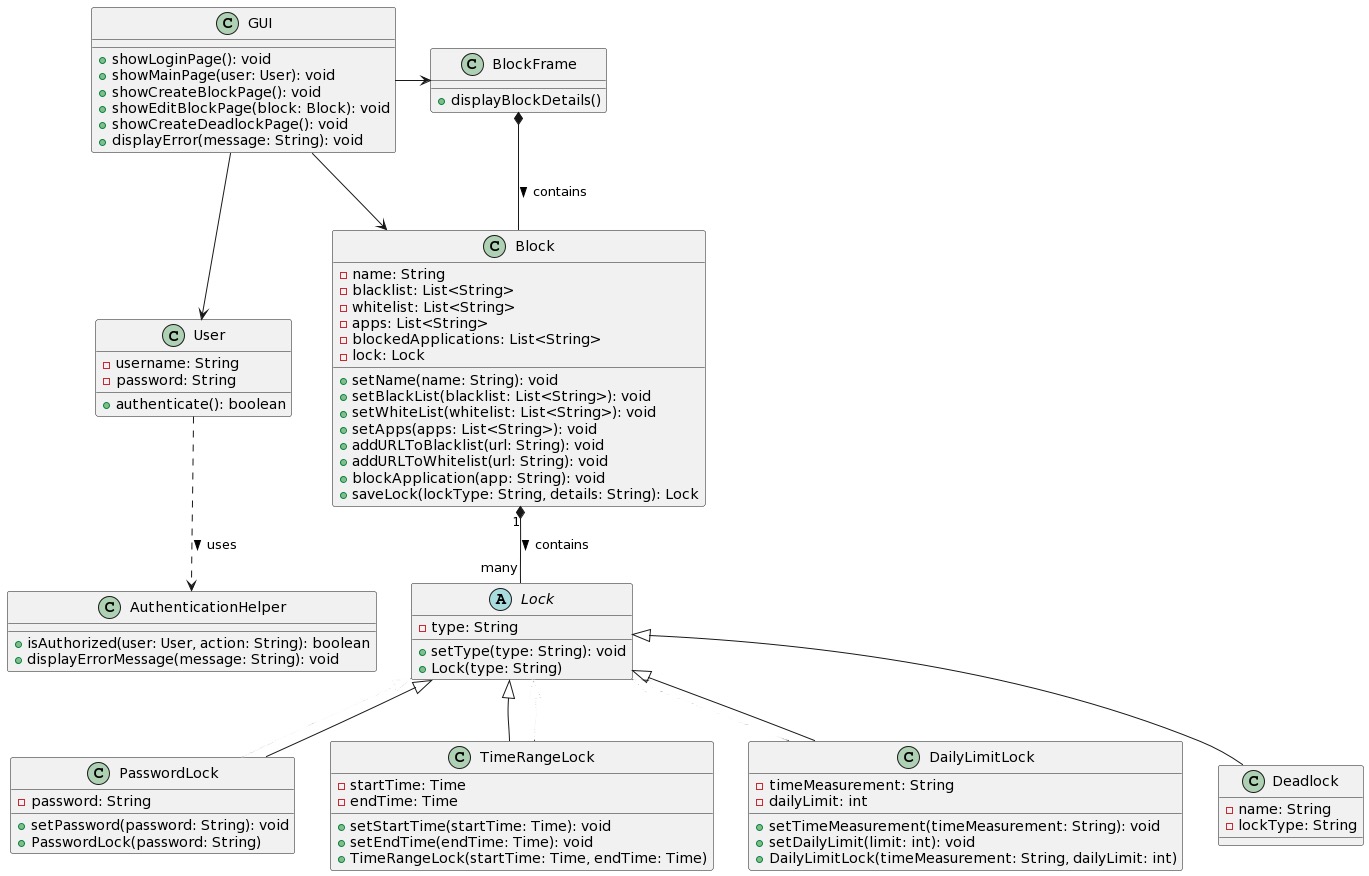 C GUI
showLoginPage(): void
showMainPage(user: User): void
showCreateBlockPage(): void
showEditBlockPage(block: Block): void
showCreateDeadlockPage(): void
displayError(message: String): void
C BlockFrame
displayBlockDetails()
contains
C Block
name: String
blacklist: List<String>
whitelist: List<String>
apps: List<String>
blockedApplications: List<String>
lock: Lock
setName(name: String): void
setBlackList(blacklist: List<String>): void
setWhiteList(whitelist: List<String>): void
setApps(apps: List<String>): void
addURLToBlacklist(url: String): void
addURLToWhitelist(url: String): void
blockApplication(app: String): void
saveLock(lockType: String, details: String): Lock
C User
username: String
password: String
authenticate(): boolean
uses
1
contains
many
C AuthenticationHelper
isAuthorized(user: User, action: String): boolean
displayErrorMessage(message: String): void
A Lock
type: String
setType(type: String): void
Lock(type: String)
C PasswordLock
password: String
setPassword(password: String): void
PasswordLock(password: String)
C TimeRangeLock
startTime: Time
endTime: Time
setStartTime(startTime: Time): void
setEndTime(endTime: Time): void
TimeRangeLock(startTime: Time, endTime: Time)
C DailyLimitLock
timeMeasurement: String
dailyLimit: int
setTimeMeasurement(timeMeasurement: String): void
setDailyLimit(limit: int): void
DailyLimitLock(timeMeasurement: String, dailyLimit: int)
C Deadlock
name: String
lockType: String